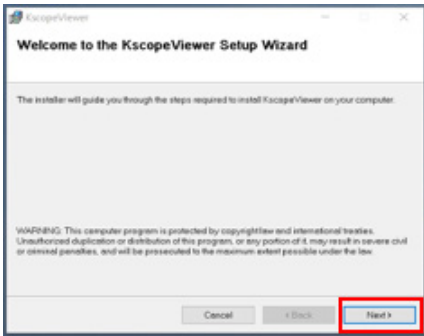 KscopeViewer
Welcome to the KscopeViewer Setup Wizard
The installer will guide you through the steps required to install KscopeViewer on your computer.
WARNING: This computer program is protected by copyright law and international treaties.
Unauthorized duplication or distribution of this program, or any portion of it, may result in severe civil
or criminal penalties, and will be prosecuted to the maximum extent possible under the law.
Cancel
< Back
Next >